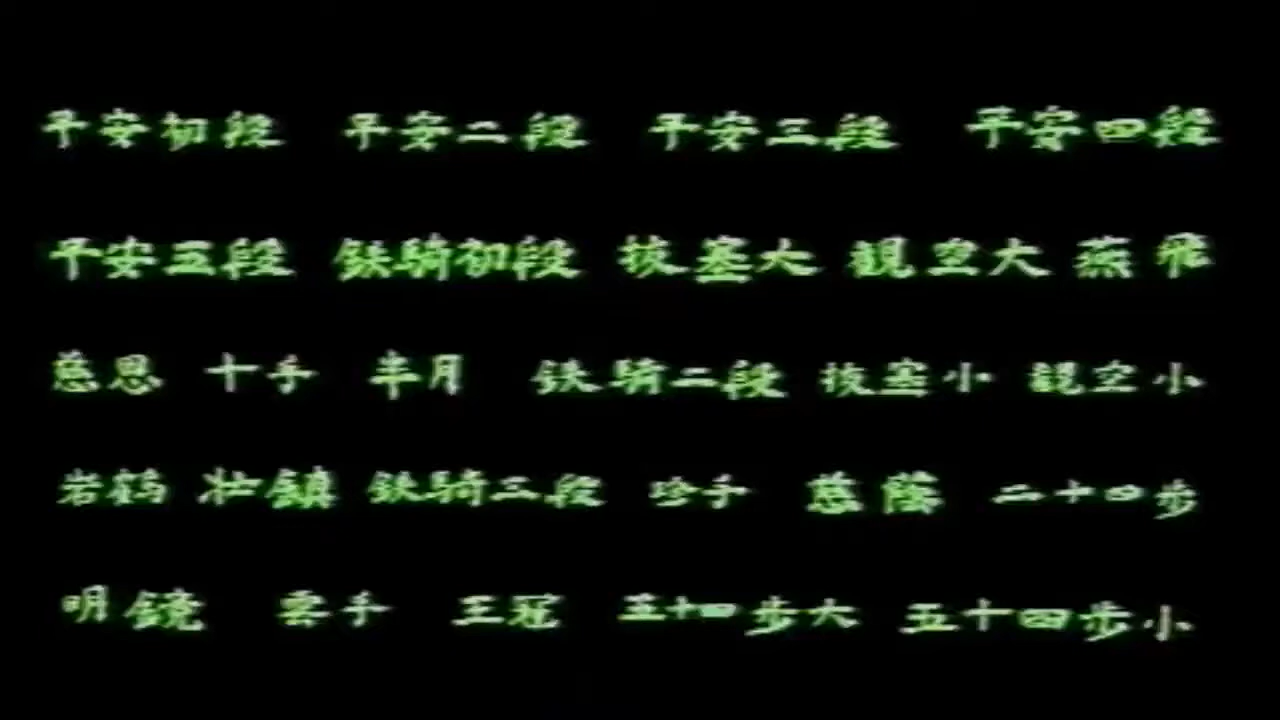 平安初段 平安二段 平安三段 平安四段
平安五段 鉄騎初段 抜塞大 観空大 燕飛
慈恩 十手 半月 鉄騎二段 抜塞小 観空小
岩鶴 壮鎮 鉄騎三段 珍手 慈蔭 二十四歩
明鏡 雲手 王冠 五十四歩大 五十四歩小